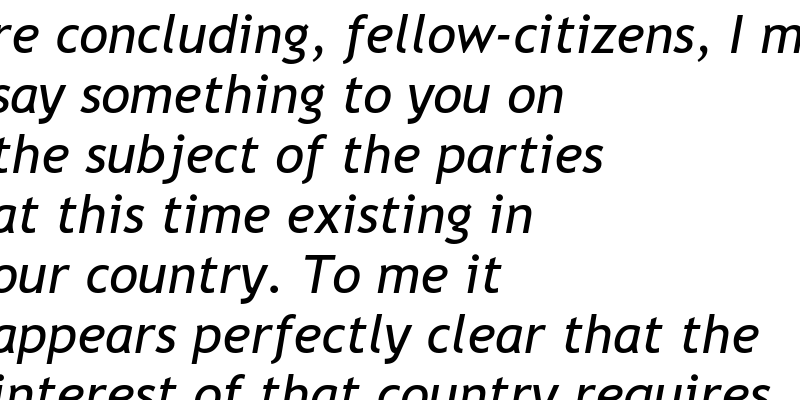 re concluding, fellow-citizens, I m
say something to you on
the subject of the parties
at this time existing in
our country. To me it
appears perfectly clear that the
interest of that country requires